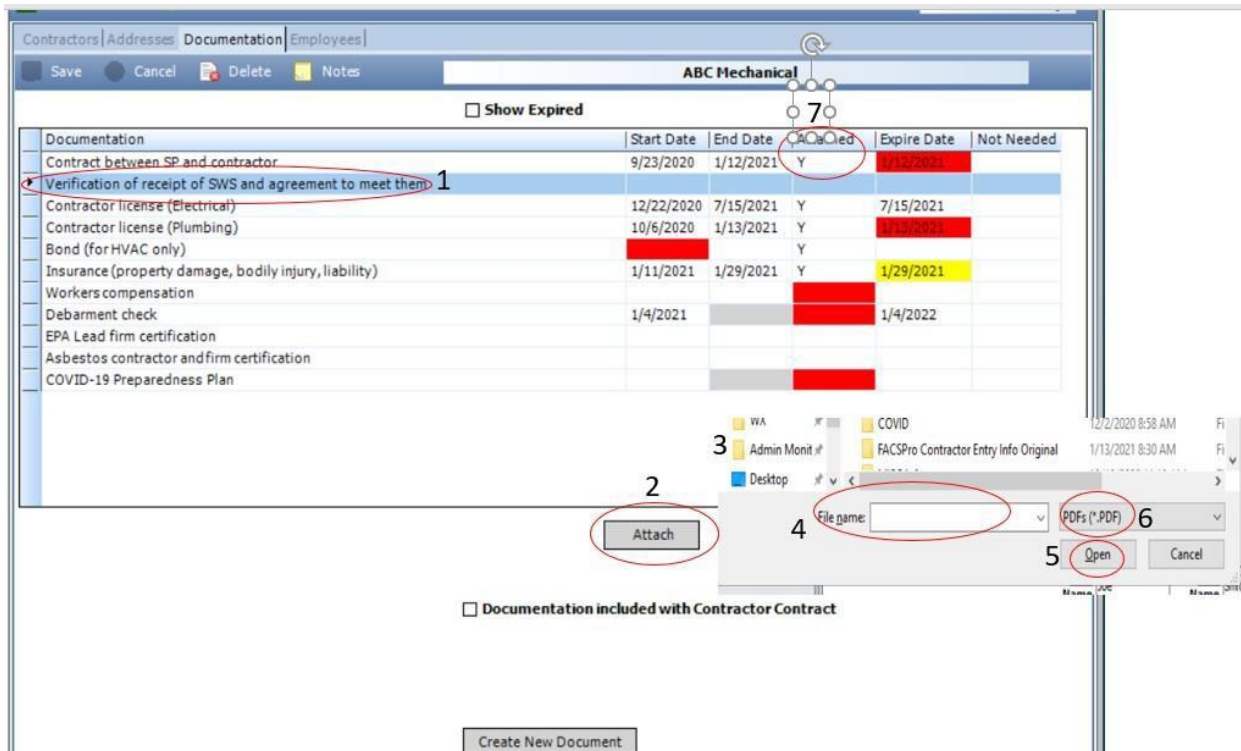 Contractors Addresses Documentation Employees
Save Cancel Delete Notes ABC Mechanical
Show Expired
7
Documentation Start Date End Date Expire Date Not Needed
Contract between SP and contractor 9/23/2020 1/12/2021 Y 1/12/2021
Verification of receipt of SWS and agreement to meet them 1
Contractor license (Electrical) 12/22/2020 7/15/2021 Y 7/15/2021
Contractor license (Plumbing) 10/6/2020 1/13/2021 Y 1/13/2021
Bond (for HVAC only) Y
Insurance (property damage, bodily injury, liability) 1/11/2021 1/29/2021 Y 1/29/2021
Workers compensation
Debarment check 1/4/2021 1/4/2022
EPA Lead firm certification
Asbestos contractor and firm certification
COVID-19 Preparedness Plan
WX COVID 12/2/2020 8:58 AM Fi
3 Admin Monit FACSPro Contractor Entry Info Original 1/13/2021 8:30 AM Fi
Desktop
2
Attach
4 File name: PDFs (*.PDF) 6
5 Open Cancel
Name Name
Documentation included with Contractor Contract
Create New Document